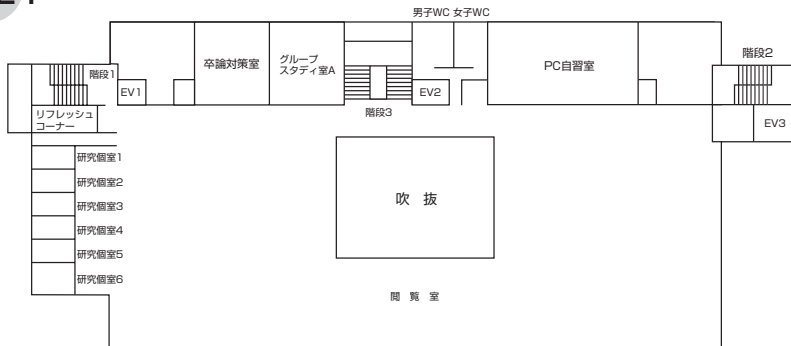 男子WC 女子WC
階段1
EV1
卒論対策室
グループ
スタディ室A
階段3
EV2
PC自習室
階段2
EV3
リフレッシュ
コーナー
研究個室1
研究個室2
研究個室3
研究個室4
研究個室5
研究個室6
吹 抜
閲 覧 室